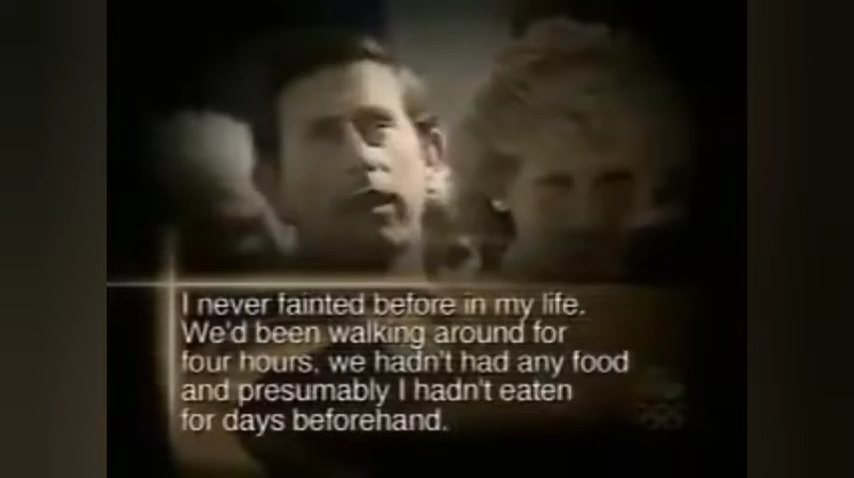 I never fainted before in my life.
We'd been walking around for
four hours, we hadn't had any food
and presumably I hadn't eaten
for days beforehand.